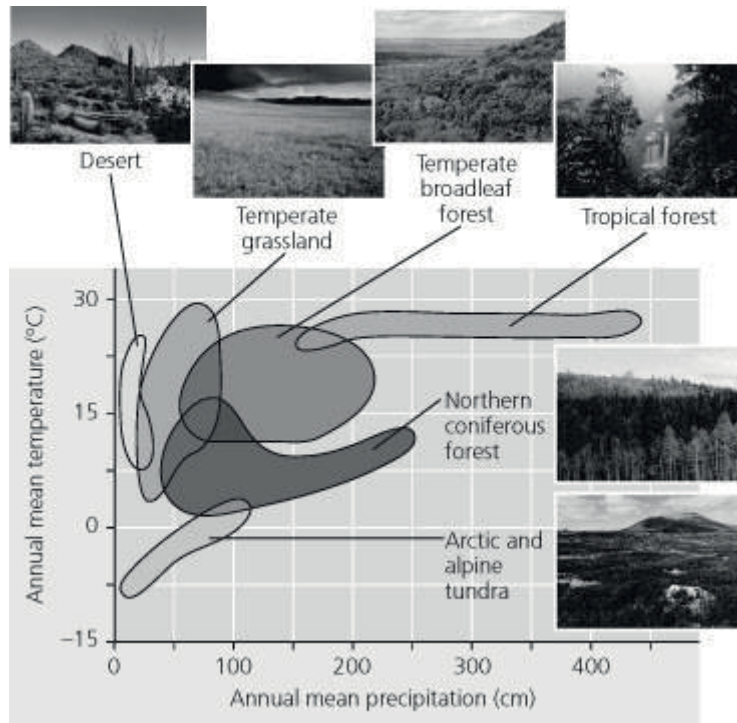 Desert
Temperate
grassland
Temperate
broadleaf
forest
Tropical forest
Northern
coniferous
forest
Arctic and
alpine
tundra
Annual mean temperature (ºC)
30
15
0
–15
0
100
200
300
400
Annual mean precipitation (cm)